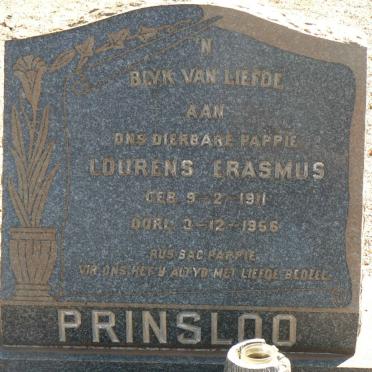 'N
BLYK VAN LIEFDE
AAN
ONS DIERBARE PAPPIE
LOURENS ERASMUS
GEB. 9-2-1911
OORL. 3-12-1956
RUS SAG PAPPIE
VIR ONS HET U ALTYD MET LIEFDE BEDEEL
PRINSLOO